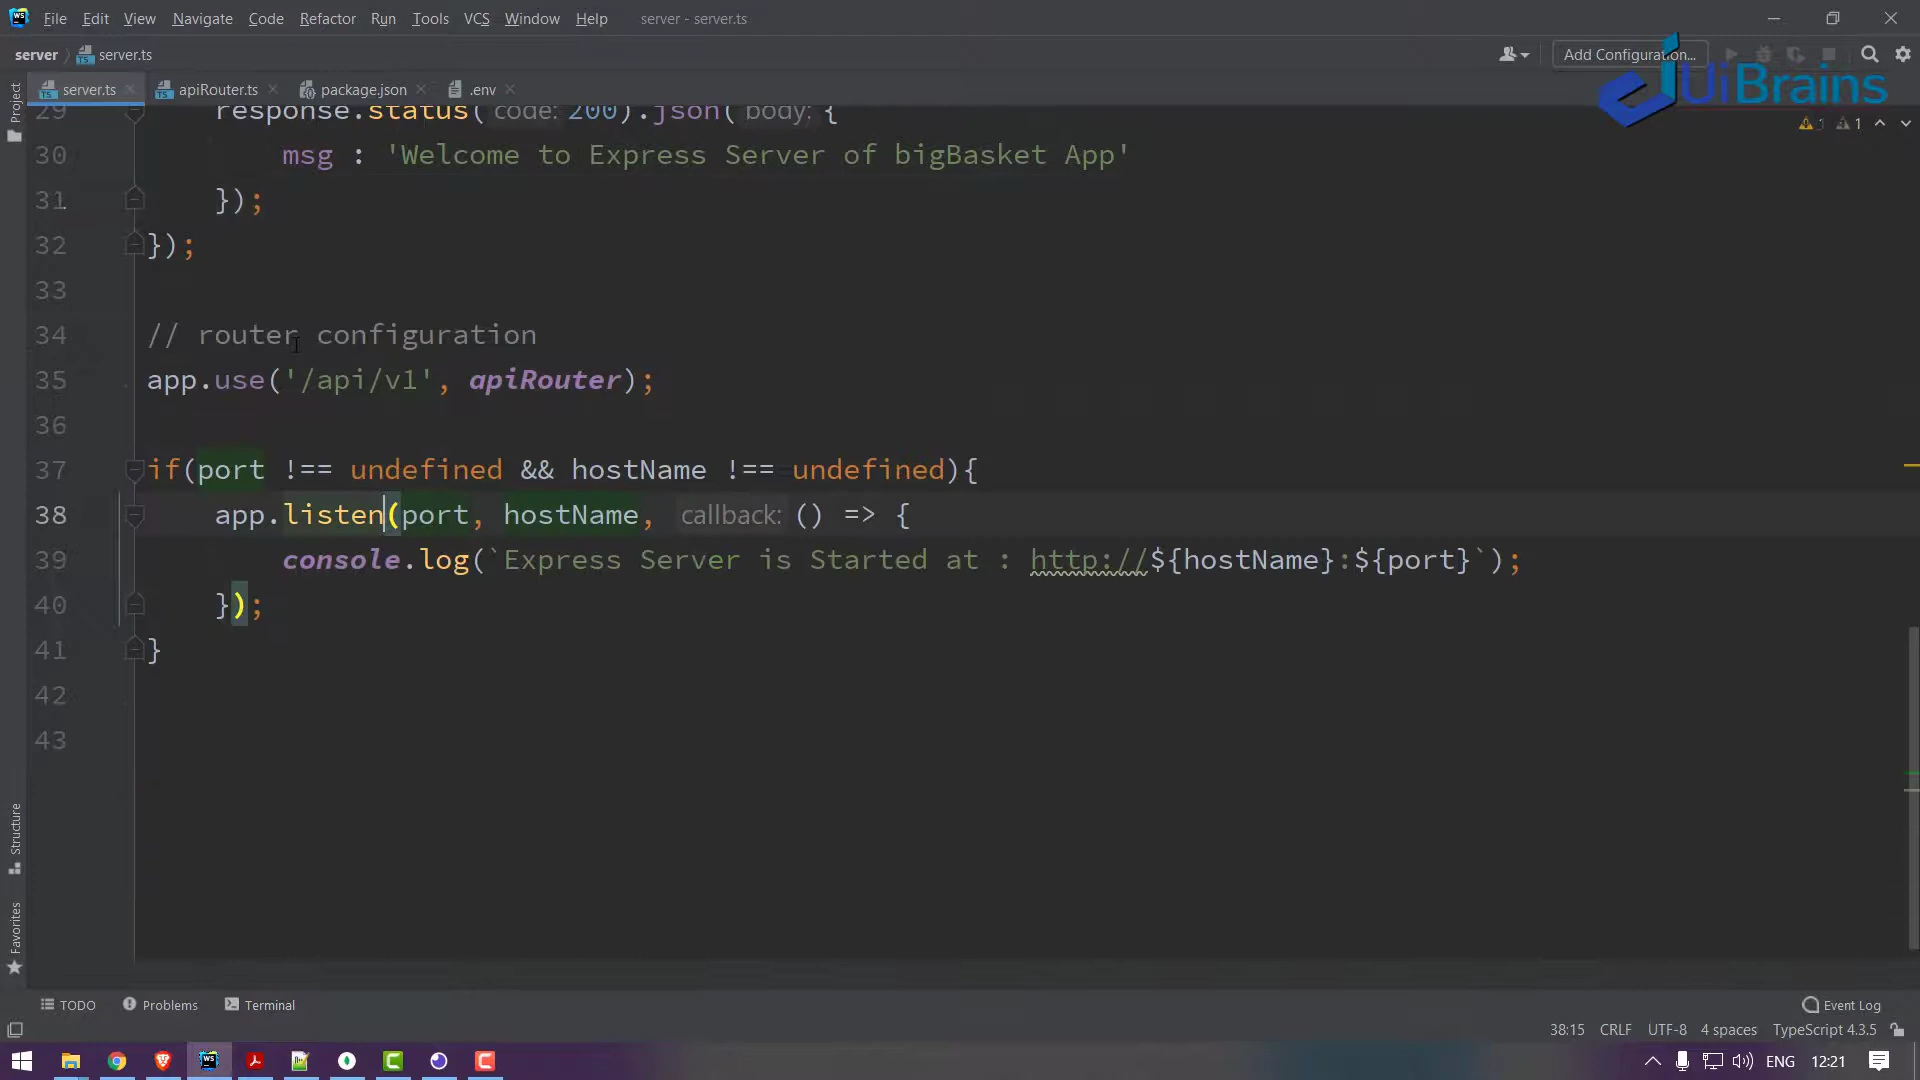 File Edit View Navigate Code Refactor Run Tools VCS Window Help server - server.ts
server server.ts Add Configuration...
UiBrains
server.ts apiRouter.ts package.json .env
Project
29 response.status( code: 200).json( body: {
1 1
30 msg : 'Welcome to Express Server of bigBasket App'
31 });
32 });
33
34 // router configuration
35 app.use('/api/v1', apiRouter);
36
37 if(port !== undefined && hostName !== undefined){
38 app.listen(port, hostName, callback: () => {
39 console.log(`Express Server is Started at : http://${hostName}:${port}`);
40 });
41 }
42
43
Structure
Favorites
TODO Problems Terminal Event Log
38:15 CRLF UTF-8 4 spaces TypeScript 4.3.5
WS ENG 12:21